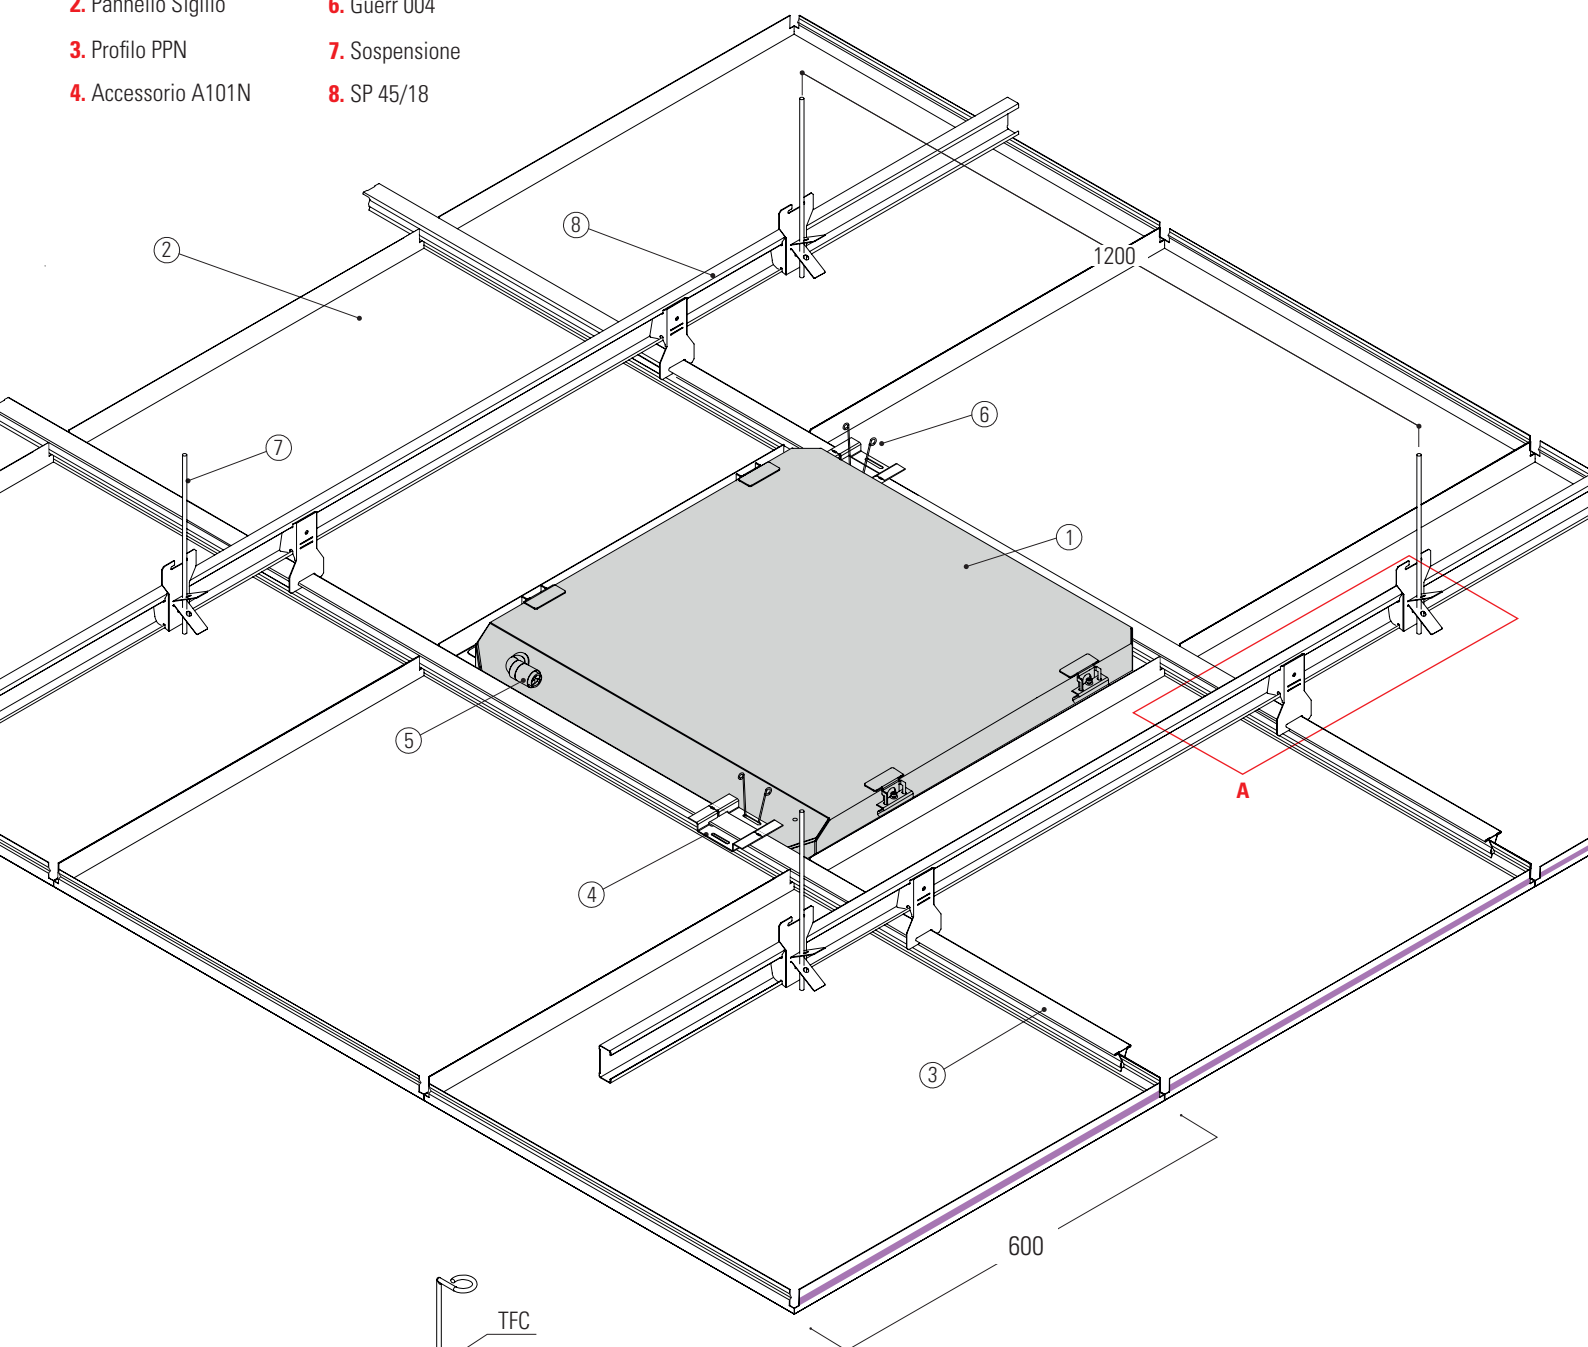 2. Pannello Sigillo
6. Guerr 004
3. Profilo PPN
7. Sospensione
4. Accessorio A101N
8. SP 45/18
8
2
1200
6
7
1
5
A
4
3
600
TFC